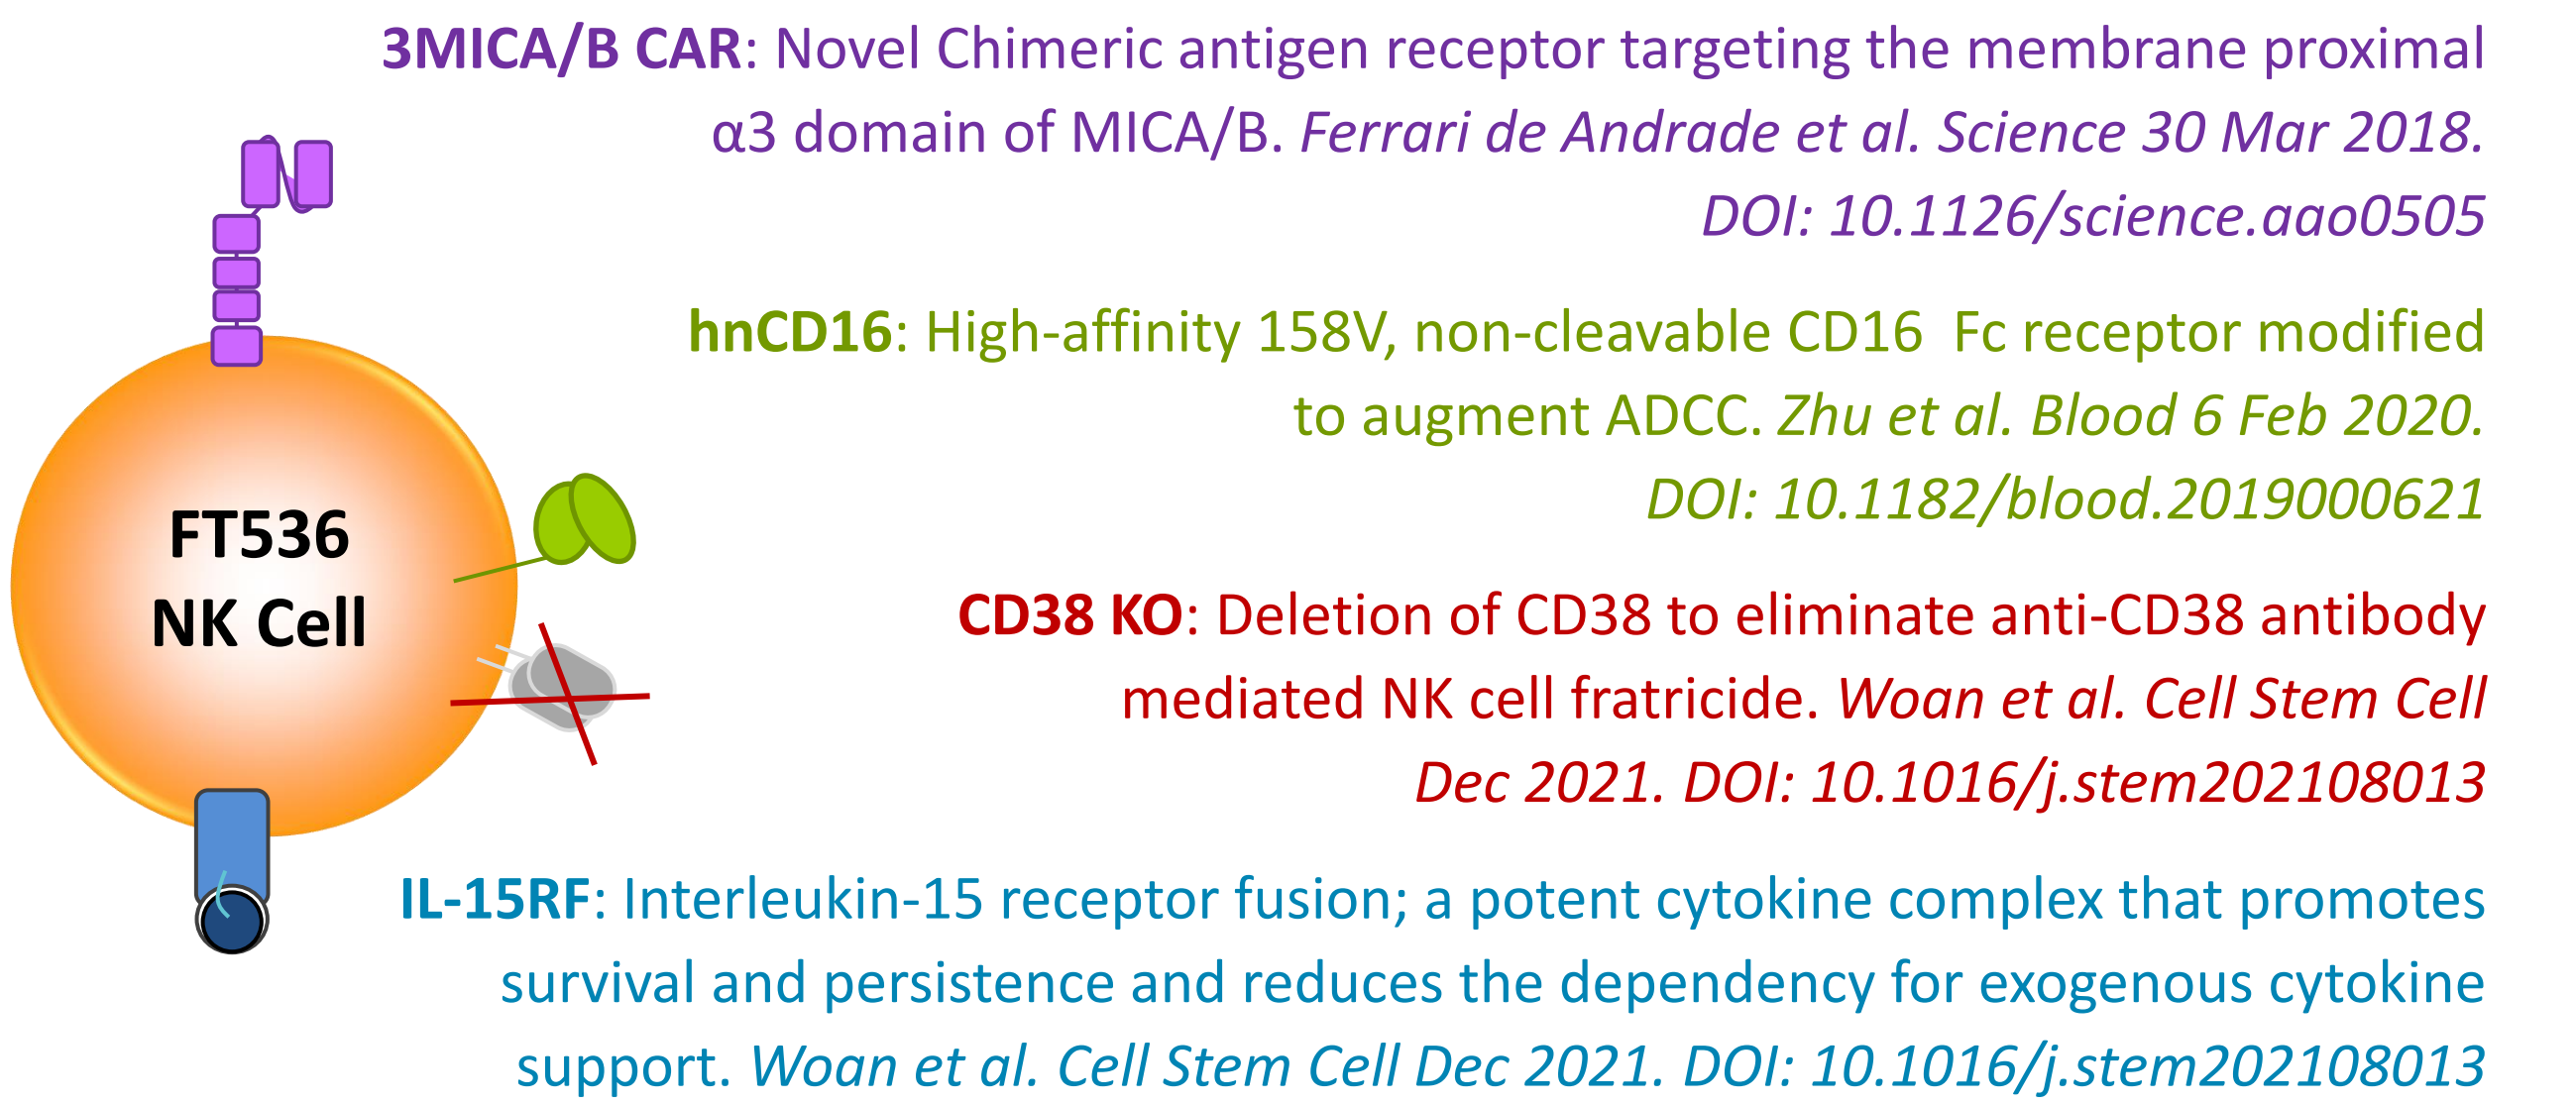 3MICA/B CAR: Novel Chimeric antigen receptor targeting the membrane proximal
α3 domain of MICA/B. Ferrari de Andrade et al. Science 30 Mar 2018.
DOI: 10.1126/science.aao0505
hnCD16: High-affinity 158V, non-cleavable CD16  Fc receptor modified
to augment ADCC. Zhu et al. Blood 6 Feb 2020.
DOI: 10.1182/blood.2019000621
FT536
NK Cell
CD38 KO: Deletion of CD38 to eliminate anti-CD38 antibody
mediated NK cell fratricide. Woan et al. Cell Stem Cell
Dec 2021. DOI: 10.1016/j.stem202108013
IL-15RF: Interleukin-15 receptor fusion; a potent cytokine complex that promotes
survival and persistence and reduces the dependency for exogenous cytokine
support. Woan et al. Cell Stem Cell Dec 2021. DOI: 10.1016/j.stem202108013